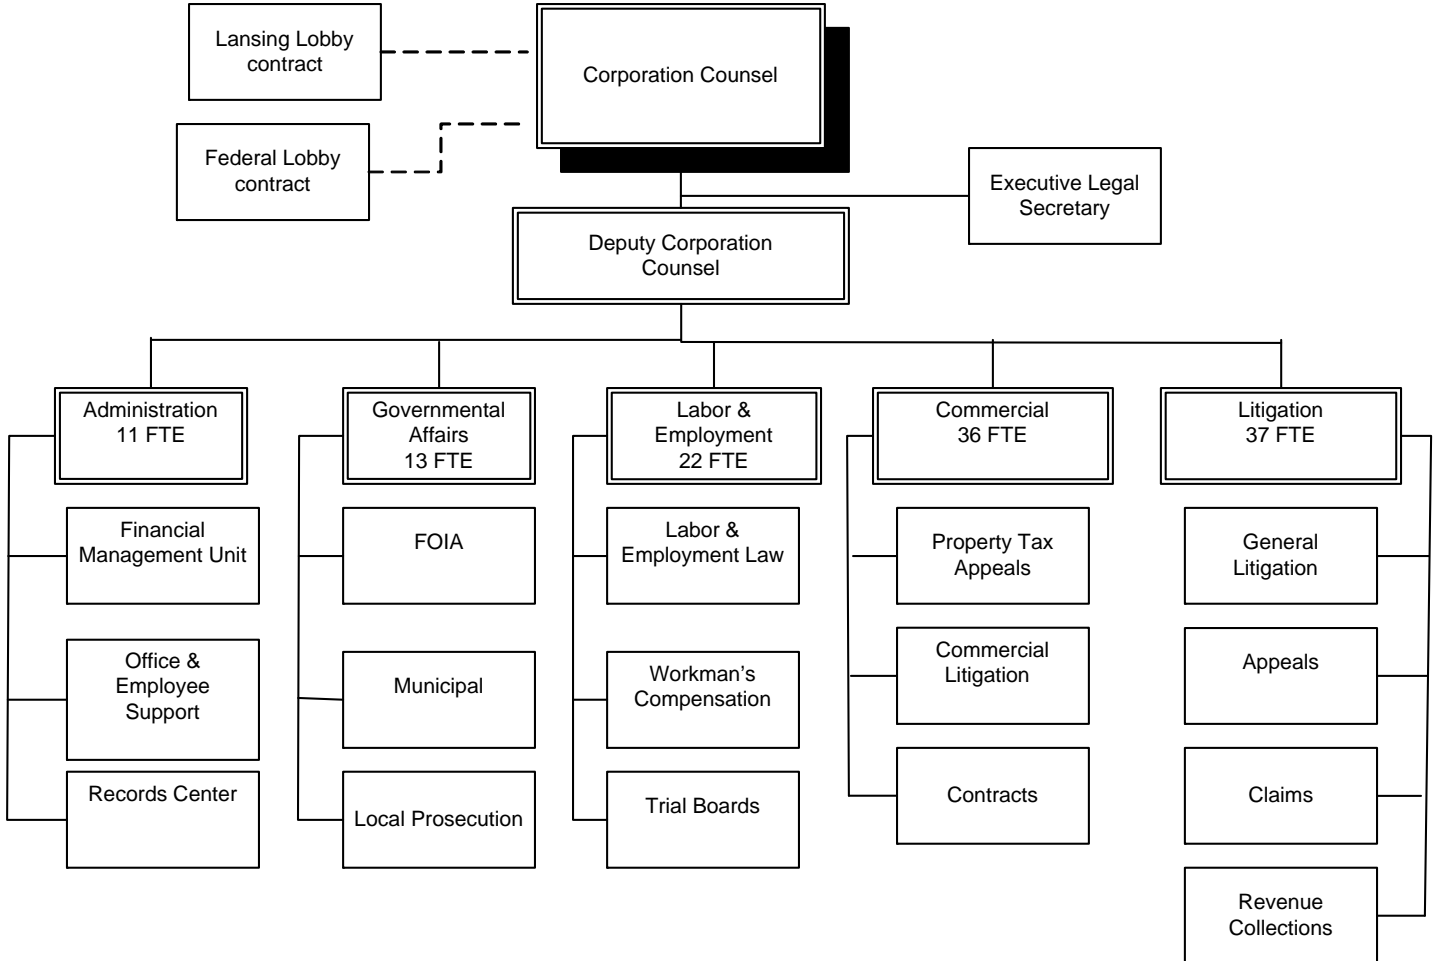 Lansing Lobby
contract
Corporation Counsel
Federal Lobby
contract
Executive Legal
Secretary
Deputy Corporation
Counsel
Administration
11 FTE
Governmental
Affairs
13 FTE
Labor &
Employment
22 FTE
Commercial
36 FTE
Litigation
37 FTE
Financial
Management Unit
FOIA
Labor &
Employment Law
Property Tax
Appeals
General
Litigation
Office &
Employee
Support
Municipal
Workman’s
Compensation
Commercial
Litigation
Appeals
Records Center
Local Prosecution
Trial Boards
Contracts
Claims
Revenue
Collections